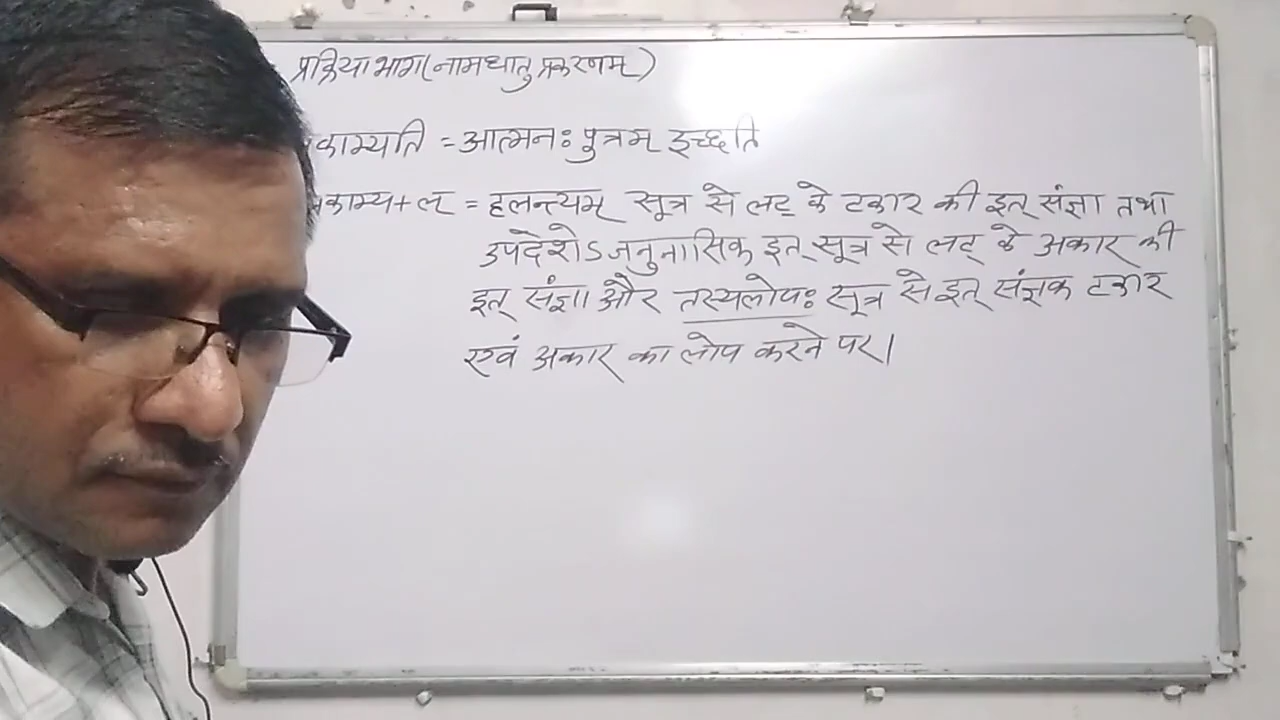 प्रक्रिया भाग(नामधातु प्रकरणम्)
काम्यति = आत्मनः पुत्रम् इच्छति
काम्य + ल् = हलन्त्यम् सूत्र से लट् के टकार की इत् संज्ञा तथा
उपदेशेऽजनुनासिक इत् सूत्र से लट् के अकार की
इत् संज्ञा और तस्यलोपः सूत्र से इत् संज्ञक टकार
एवं अकार का लोप करने पर।